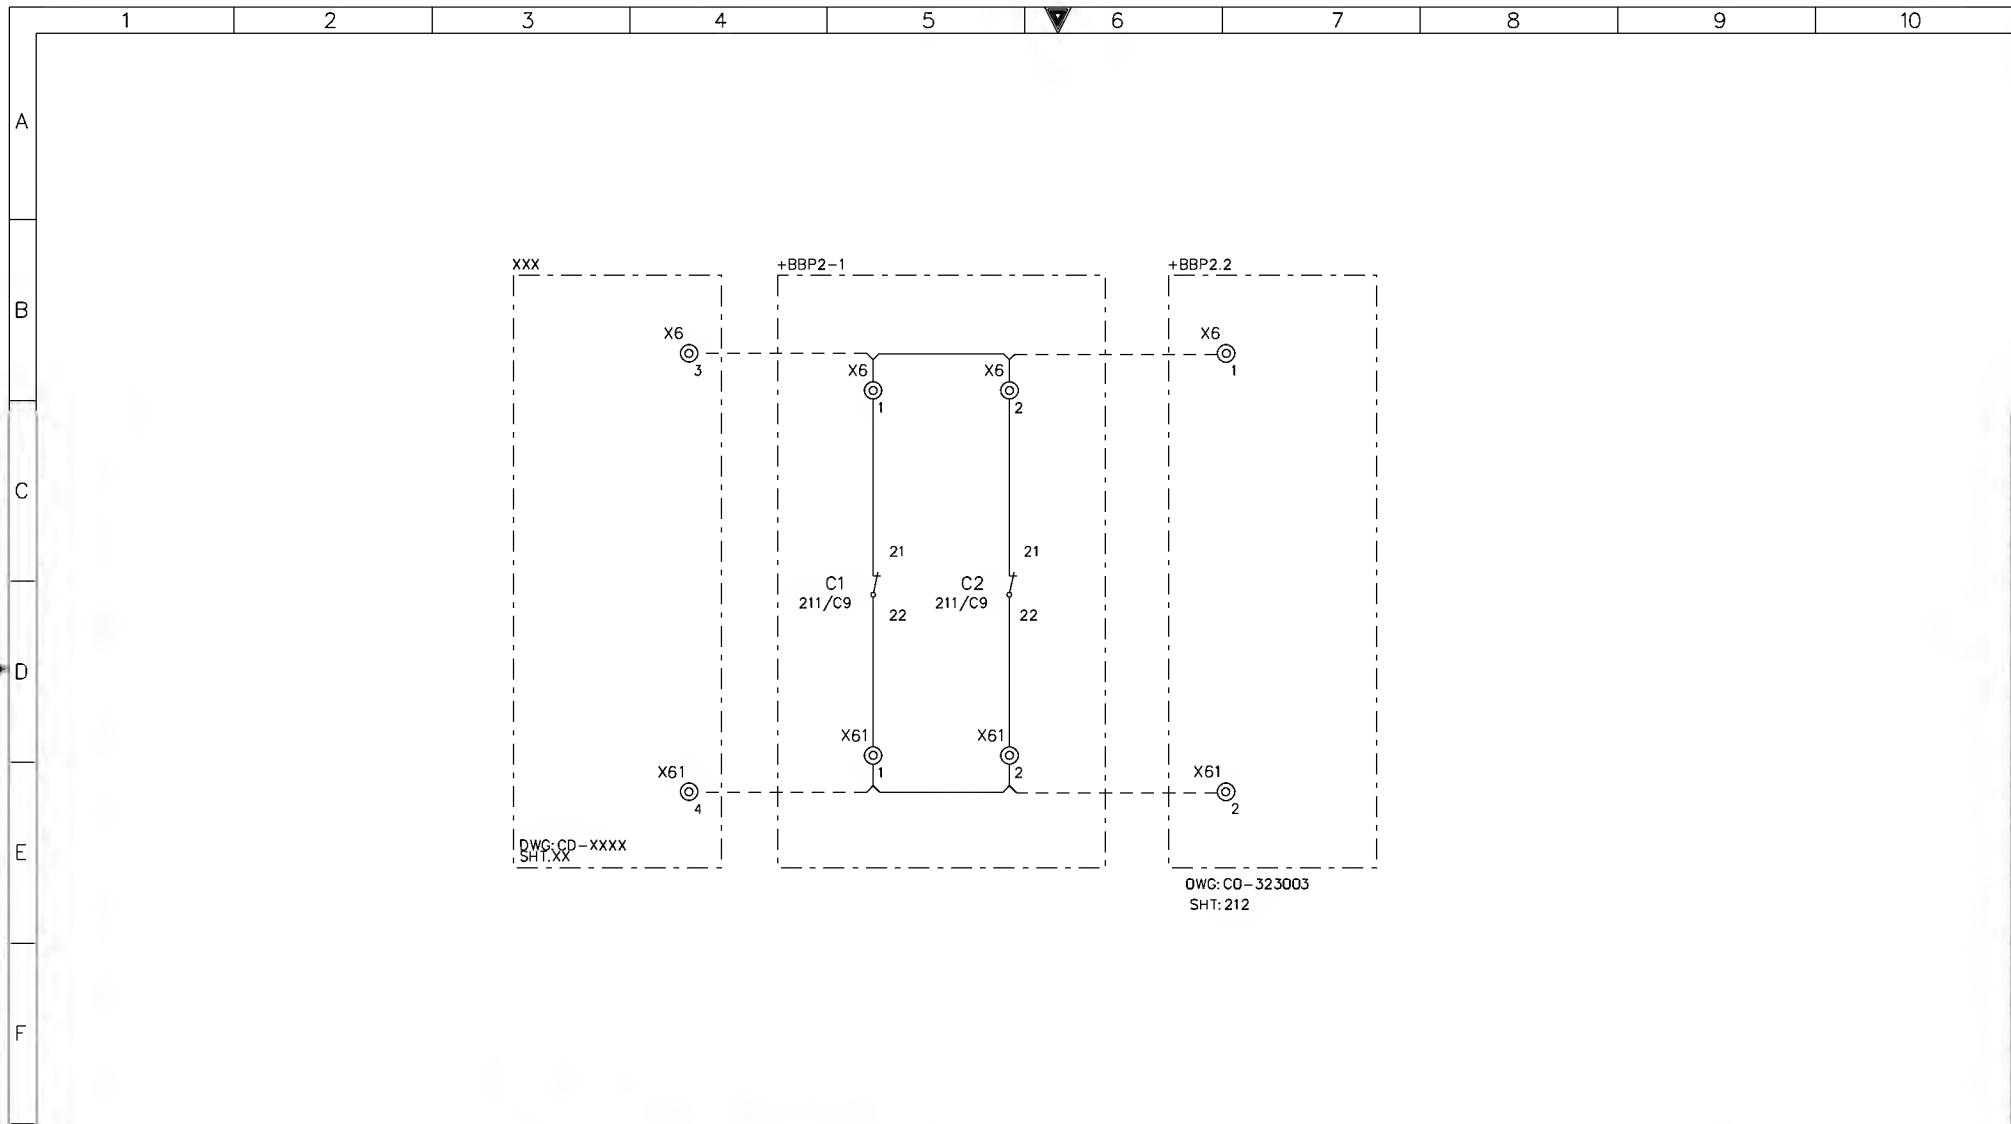 1 2 3 4 5 6 7 8 9 10
A
B
C
D
E
F
XXX
+BBP2-1
+BBP2.2
X6
3
X6
1
X6
2
X6
1
21
C1
211/C9
22
21
C2
211/C9
22
X61
4
X61
1
X61
2
X61
2
DWG:CD-XXXX
SHT.XX
DWG:CD-323003
SHT:212